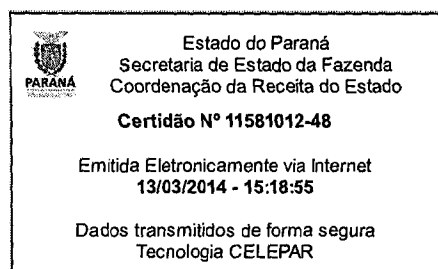 Estado do Paraná
Secretaria de Estado da Fazenda
Coordenação da Receita do Estado
PARANÁ
Certidão Nº 11581012-48
Emitida Eletronicamente via Internet
13/03/2014 - 15:18:55
Dados transmitidos de forma segura
Tecnologia CELEPAR